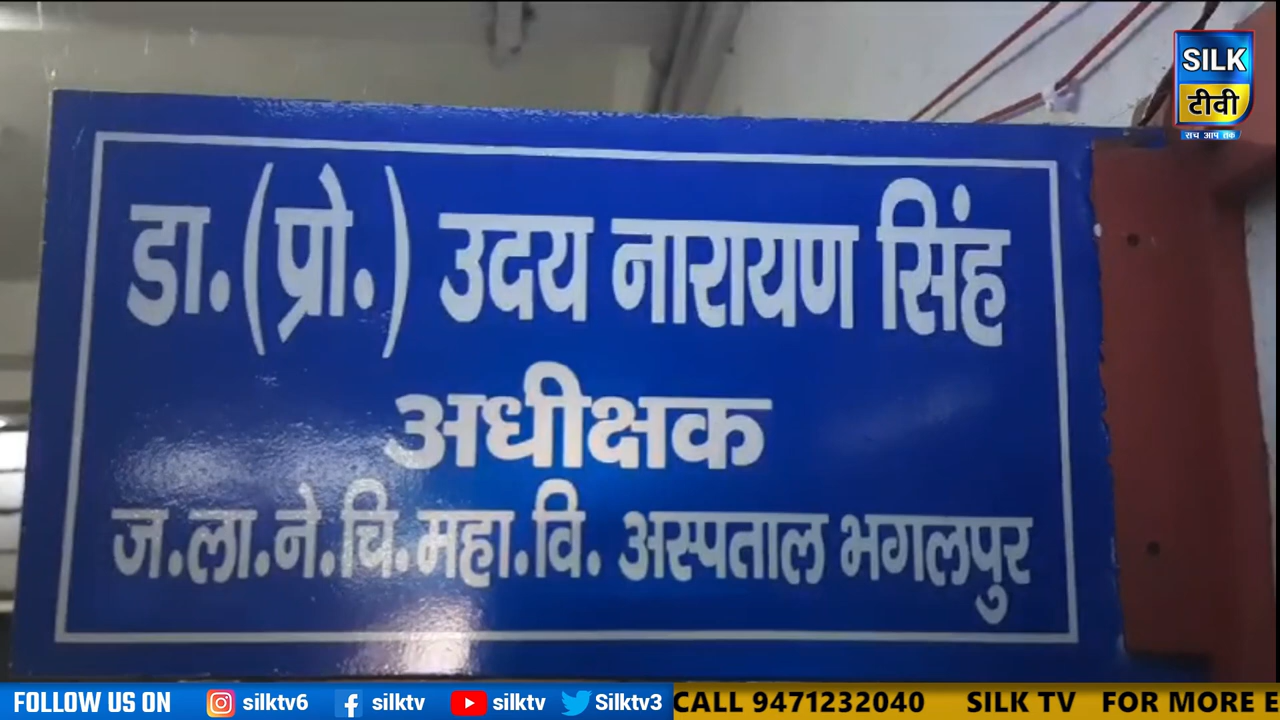 SILK
टीवी
सच आप तक
डा.(प्रो.) उदय नारायण सिंह
अधीक्षक
ज.ला.ने.चि.महा.वि. अस्पताल भगलपुर
FOLLOW US ON silktv6 silktv silktv Silktv3 CALL 9471232040 SILK TV FOR MORE E